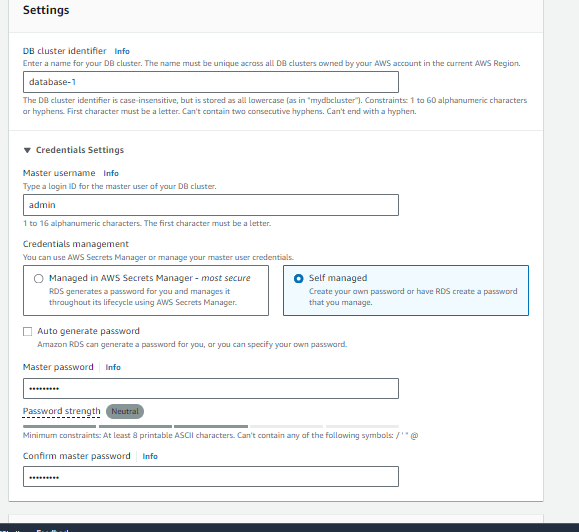 Settings
DB cluster identifier Info
Enter a name for your DB cluster. The name must be unique across all DB clusters owned by your AWS account in the current AWS Region.
database-1
The DB cluster identifier is case-insensitive, but is stored as all lowercase (as in "mydbcluster"). Constraints: 1 to 60 alphanumeric characters
or hyphens. First character must be a letter. Can't contain two consecutive hyphens. Can't end with a hyphen.
▼ Credentials Settings
Master username Info
Type a login ID for the master user of your DB cluster.
admin
1 to 16 alphanumeric characters. The first character must be a letter.
Credentials management
You can use AWS Secrets Manager or manage your master user credentials.
Managed in AWS Secrets Manager - most secure
RDS generates a password for you and manages it
throughout its lifecycle using AWS Secrets Manager.
Self managed
Create your own password or have RDS create a password
that you manage.
Auto generate password
Amazon RDS can generate a password for you, or you can specify your own password.
Master password Info
•••••••••
Password strength Neutral
Minimum constraints: At least 8 printable ASCII characters. Can't contain any of the following symbols: / ' " @
Confirm master password Info
•••••••••